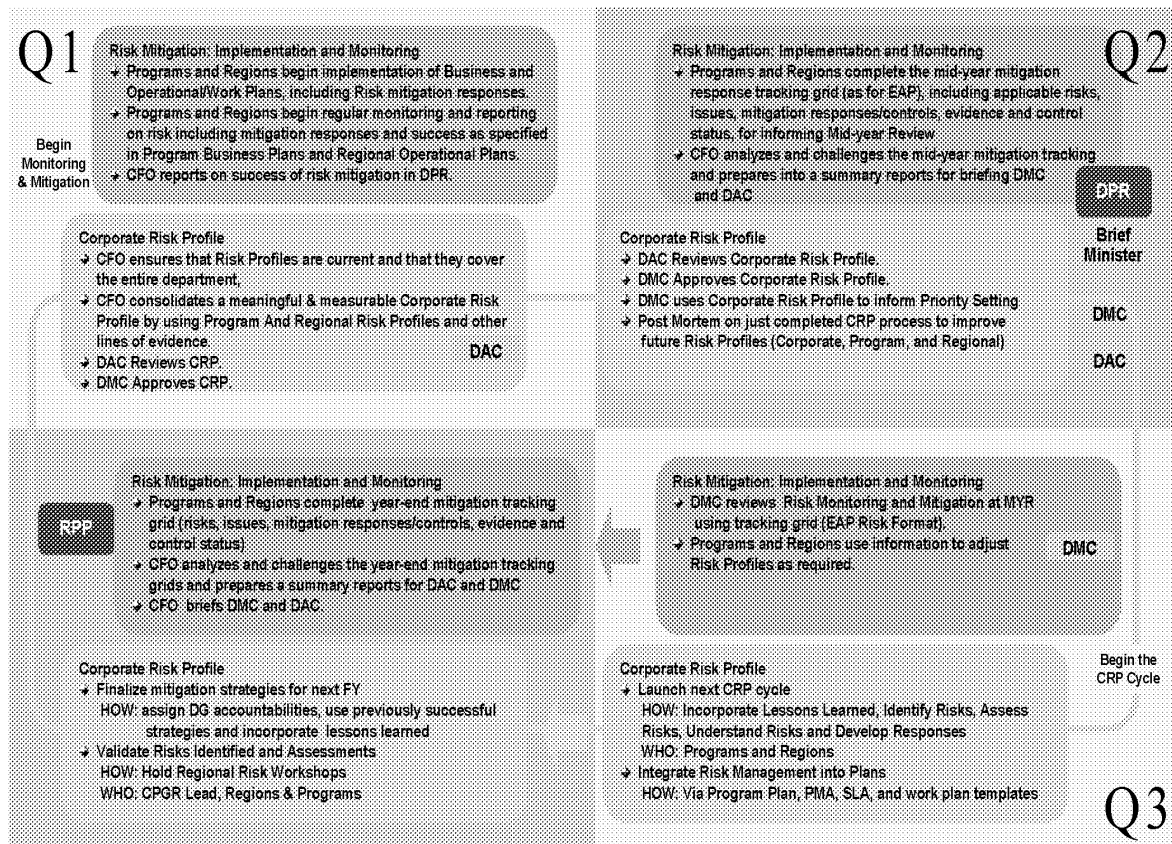 Q1
Risk Mitigation: Implementation and Monitoring
Programs and Regions begin implementation of Business and
Operational/Work Plans, including Risk mitigation responses.
Programs and Regions begin regular monitoring and reporting
on risk including mitigation responses and success as specified
in Program Business Plans and Regional Operational Plans.
CFO reports on success of risk mitigation in DPR.
Begin
Monitoring
& Mitigation
Corporate Risk Profile
CFO ensures that Risk Profiles are current and that they cover
the entire department,
CFO consolidates a meaningful & measurable Corporate Risk
Profile by using Program And Regional Risk Profiles and other
lines of evidence.
DAC Reviews CRP.
DMC Approves CRP.
DAC
Q2
Risk Mitigation: Implementation and Monitoring
Programs and Regions complete the mid-year mitigation
response tracking grid (as for EAP), including applicable risks,
issues, mitigation responses/controls, evidence and control
status, for informing Mid-year Review
CFO analyzes and challenges the mid-year mitigation tracking
and prepares into a summary reports for briefing DMC
and DAC
DPR
Brief
Minister
DMC
DAC
Corporate Risk Profile
DAC Reviews Corporate Risk Profile.
DMC Approves Corporate Risk Profile.
DMC uses Corporate Risk Profile to inform Priority Setting
Post Mortem on just completed CRP process to improve
future Risk Profiles (Corporate, Program, and Regional)
RPP
Risk Mitigation: Implementation and Monitoring
Programs and Regions complete year-end mitigation tracking
grid (risks, issues, mitigation responses/controls, evidence and
control status)
CFO analyzes and challenges the year-end mitigation tracking
grids and prepares a summary reports for DAC and DMC
CFO briefs DMC and DAC.
Corporate Risk Profile
Finalize mitigation strategies for next FY
HOW: assign DG accountabilities, use previously successful
strategies and incorporate lessons learned
Validate Risks Identified and Assessments
HOW: Hold Regional Risk Workshops
WHO: CPGR Lead, Regions & Programs
Risk Mitigation: Implementation and Monitoring
DMC reviews Risk Monitoring and Mitigation at MYR
using tracking grid (EAP Risk Format).
Programs and Regions use information to adjust
Risk Profiles as required
DMC
Begin the
CRP Cycle
Corporate Risk Profile
Launch next CRP cycle
HOW: Incorporate Lessons Learned, Identify Risks, Assess
Risks, Understand Risks and Develop Responses
WHO: Programs and Regions
Integrate Risk Management into Plans
HOW: Via Program Plan, PMA, SLA, and work plan templates
Q3